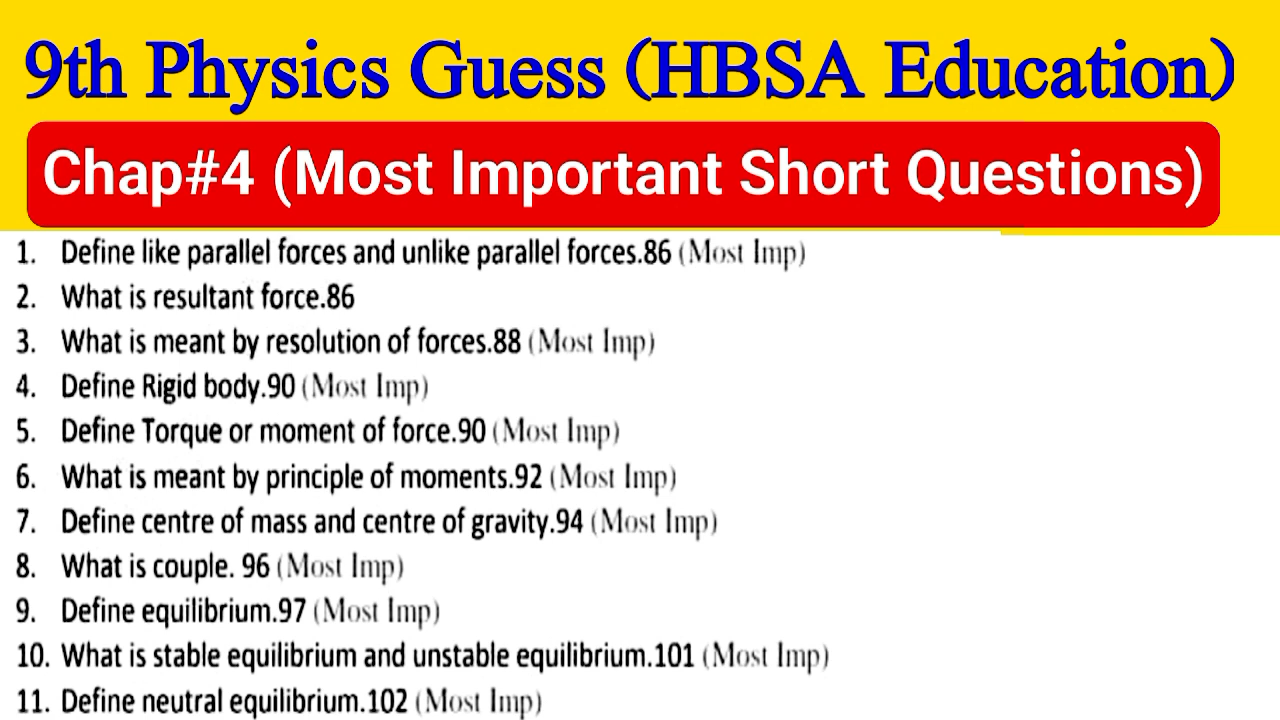 9th Physics Guess (HBSA Education)
Chap#4 (Most Important Short Questions)
1. Define like parallel forces and unlike parallel forces.86 (Most Imp)
2. What is resultant force.86
3. What is meant by resolution of forces.88 (Most Imp)
4. Define Rigid body.90 (Most Imp)
5. Define Torque or moment of force.90 (Most Imp)
6. What is meant by principle of moments.92 (Most Imp)
7. Define centre of mass and centre of gravity.94 (Most Imp)
8. What is couple. 96 (Most Imp)
9. Define equilibrium.97 (Most Imp)
10. What is stable equilibrium and unstable equilibrium.101 (Most Imp)
11. Define neutral equilibrium.102 (Most Imp)